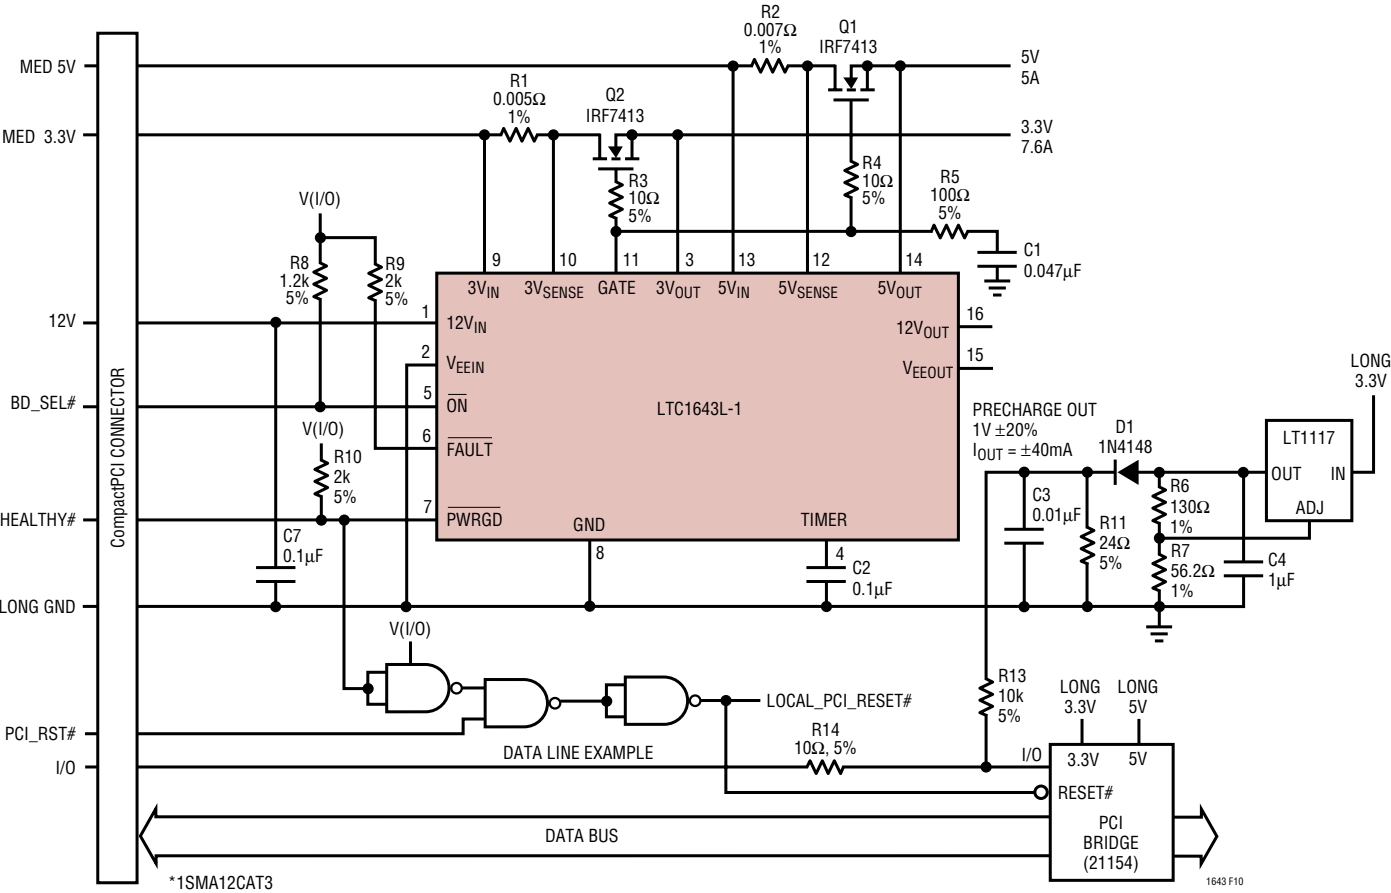 MED 5V
MED 3.3V
12V
BD_SEL#
HEALTHY#
LONG GND
PCI_RST#
I/O
CompactPCI CONNECTOR
R2
0.007Ω
1%
Q1
IRF7413
5V
5A
R1
0.005Ω
1%
Q2
IRF7413
3.3V
7.6A
R3
10Ω
5%
R4
10Ω
5%
R5
100Ω
5%
C1
0.047µF
V(I/O)
R8
1.2k
5%
R9
2k
5%
V(I/O)
R10
2k
5%
C7
0.1µF
9
10
11
3
13
12
14
3VIN
3VSENSE
GATE
3VOUT
5VIN
5VSENSE
5VOUT
1
12VIN
2
VEEIN
5
ON
6
FAULT
7
PWRGD
LTC1643L-1
12VOUT
16
VEEOUT
15
GND
8
TIMER
4
C2
0.1µF
PRECHARGE OUT
1V ±20%
IOUT = ±40mA
D1
1N4148
LONG
3.3V
LT1117
OUT
IN
ADJ
C3
0.01µF
R11
24Ω
5%
R6
130Ω
1%
R7
56.2Ω
1%
C4
1µF
V(I/O)
LOCAL_PCI_RESET#
R13
10k
5%
LONG
3.3V
LONG
5V
DATA LINE EXAMPLE
R14
10Ω, 5%
I/O
3.3V
5V
RESET#
PCI
BRIDGE
(21154)
DATA BUS
*1SMA12CAT3
1643 F10